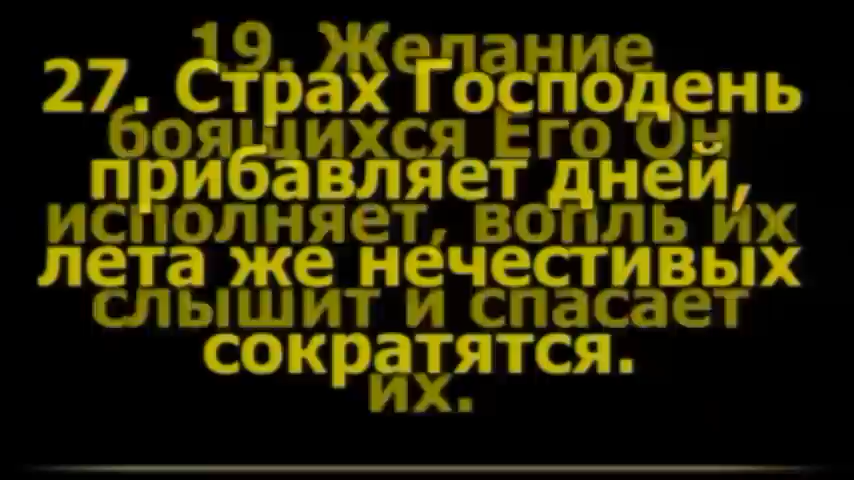 19. Желание
27. Страх Господень
боящихся Его Он
прибавляет дней,
исполняет, вопль их
лета же нечестивых
слышит и спасает
сократятся.
их.